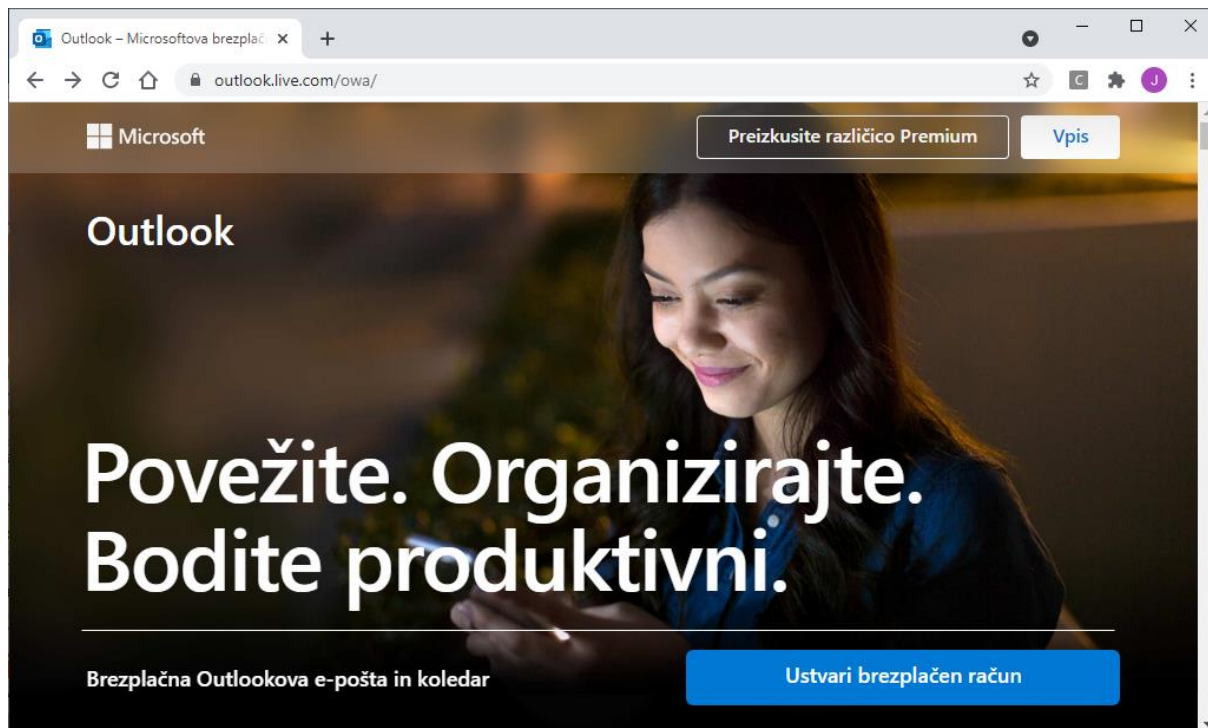 Outlook – Microsoftova brezplač
outlook.live.com/owa/
C
J
Microsoft
Preizkusite različico Premium
Vpis
Outlook
Povežite. Organizirajte.
Bodite produktivni.
Brezplačna Outlookova e-pošta in koledar
Ustvari brezplačen račun